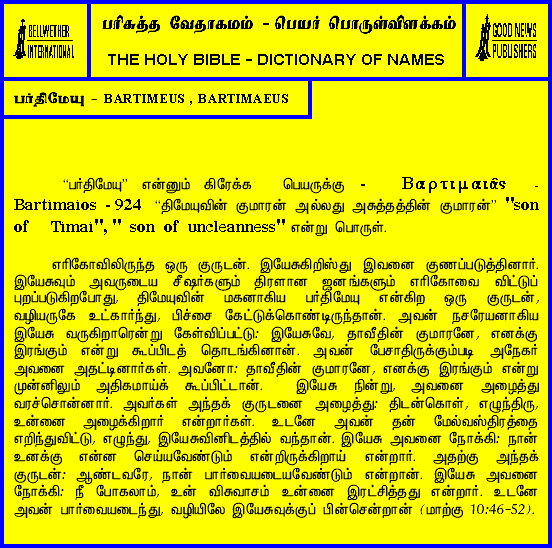 BELLWETHER
INTERNATIONAL
பரிசுத்த வேதாகமம் - பெயர் பொருள்விளக்கம்
THE HOLY BIBLE - DICTIONARY OF NAMES
GOOD NEWS
PUBLISHERS
பர்திமேயு - BARTIMEUS , BARTIMAEUS
“பர்திமேயு” என்னும் கிரேக்க பெயருக்கு - Βαρτιμαιȃς -
Bartimaios - 924 “திமேயுவின் குமாரன் அல்லது அசுத்தத்தின் குமாரன்” "son
of Timai", " son of uncleanness" என்று பொருள்.
எரிகோவிலிருந்த ஒரு குருடன். இயேசுகிறிஸ்து இவனை குணப்படுத்தினார்.
இயேசுவும் அவருடைய சீஷர்களும் திரளான ஜனங்களும் எரிகோவை விட்டுப்
புறப்படுகிறபோது, திமேயுவின் மகனாகிய பர்திமேயு என்கிற ஒரு குருடன்,
வழியருகே உட்கார்ந்து, பிச்சை கேட்டுக்கொண்டிருந்தான். அவன் நசரேயனாகிய
இயேசு வருகிறாரென்று கேள்விப்பட்டு: இயேசுவே, தாவீதின் குமாரனே, எனக்கு
இரங்கும் என்று கூப்பிடத் தொடங்கினான். அவன் பேசாதிருக்கும்படி அநேகர்
அவனை அதட்டினார்கள். அவனோ: தாவீதின் குமாரனே, எனக்கு இரங்கும் என்று
முன்னிலும் அதிகமாய்க் கூப்பிட்டான். இயேசு நின்று, அவனை அழைத்து
வரச்சொன்னார். அவர்கள் அந்தக் குருடனை அழைத்து: திடன்கொள், எழுந்திரு,
உன்னை அழைக்கிறார் என்றார்கள். உடனே அவன் தன் மேல்வஸ்திரத்தை
எறிந்துவிட்டு, எழுந்து, இயேசுவினிடத்தில் வந்தான். இயேசு அவனை நோக்கி: நான்
உனக்கு என்ன செய்யவேண்டும் என்றிருக்கிறாய் என்றார். அதற்கு அந்தக்
குருடன்: ஆண்டவரே, நான் பார்வையடையவேண்டும் என்றான். இயேசு அவனை
நோக்கி: நீ போகலாம், உன் விசுவாசம் உன்னை இரட்சித்தது என்றார். உடனே
அவன் பார்வையடைந்து, வழியிலே இயேசுவுக்குப் பின்சென்றான் (மாற்கு 10:46-52).